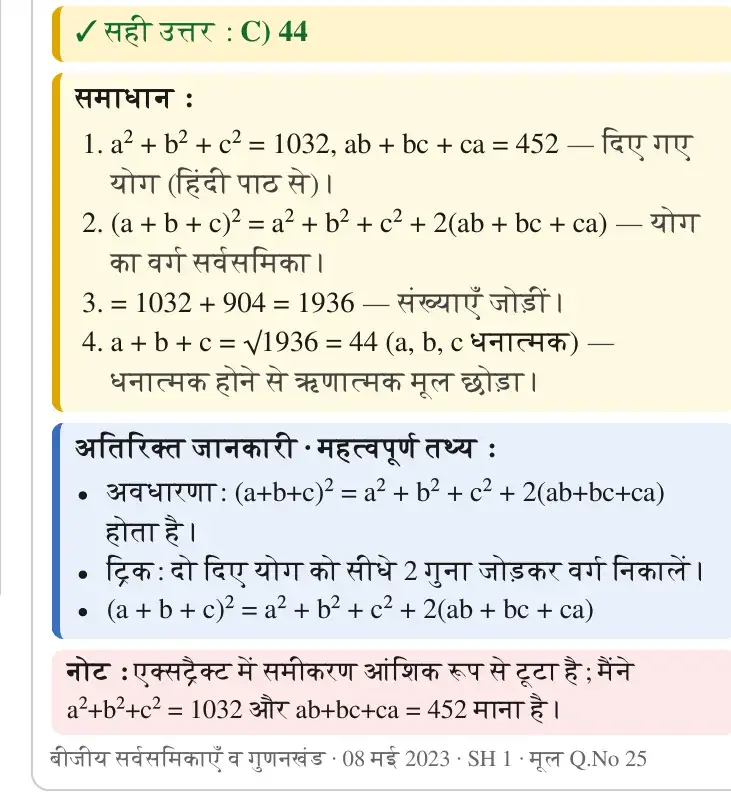 ✓ सही उत्तर : C) 44
समाधान :
1. a² + b² + c² = 1032, ab + bc + ca = 452 — दिए गए
योग (हिंदी पाठ से)।
2. (a + b + c)² = a² + b² + c² + 2(ab + bc + ca) — योग
का वर्ग सर्वसमिका।
3. = 1032 + 904 = 1936 — संख्याएँ जोड़ीं।
4. a + b + c = √1936 = 44 (a, b, c धनात्मक) —
धनात्मक होने से ऋणात्मक मूल छोड़ा।
अतिरिक्त जानकारी · महत्वपूर्ण तथ्य :
• अवधारणा : (a+b+c)² = a² + b² + c² + 2(ab+bc+ca)
होता है।
• ट्रिक : दो दिए योग को सीधे 2 गुना जोड़कर वर्ग निकालें।
• (a + b + c)² = a² + b² + c² + 2(ab + bc + ca)
नोट : एक्सट्रैक्ट में समीकरण आंशिक रूप से टूटा है ; मैंने
a²+b²+c² = 1032 और ab+bc+ca = 452 माना है।
बीजीय सर्वसमिकाएँ व गुणनखंड · 08 मई 2023 · SH 1 · मूल Q.No 25